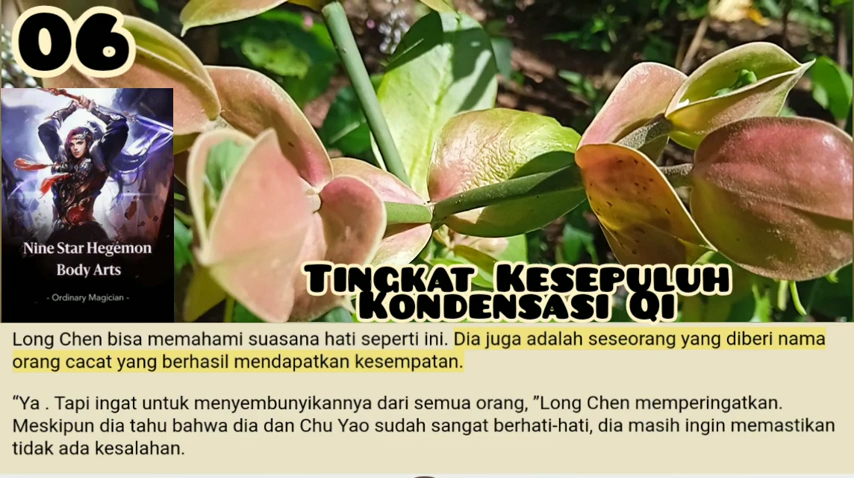 06
Nine Star Hegemon
Body Arts
- Ordinary Magician -
Tingkat Kesepuluh
Kondensasi Qi
Long Chen bisa memahami suasana hati seperti ini. Dia juga adalah seseorang yang diberi nama
orang cacat yang berhasil mendapatkan kesempatan.
“Ya . Tapi ingat untuk menyembunyikannya dari semua orang, ”Long Chen memperingatkan.
Meskipun dia tahu bahwa dia dan Chu Yao sudah sangat berhati-hati, dia masih ingin memastikan
tidak ada kesalahan.